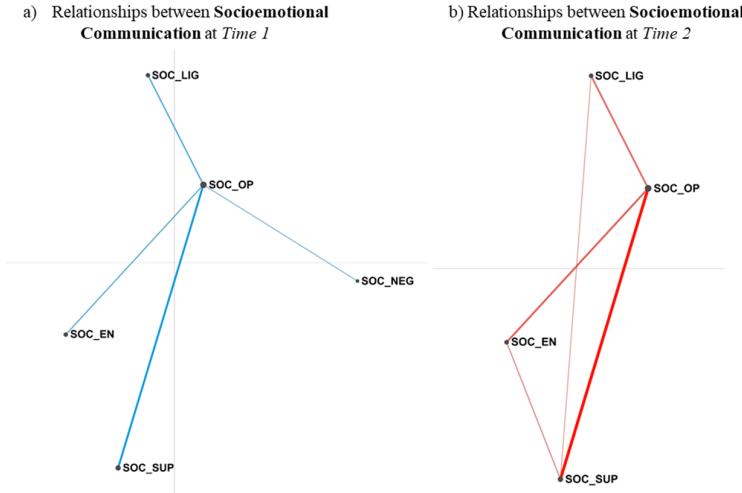 a) Relationships between Socioemotional
Communication at Time 1
SOC_LIG
SOC_OP
SOC_NEG
SOC_EN
SOC_SUP
b) Relationships between Socioemotional
Communication at Time 2
SOC_LIG
SOC_OP
SOC_EN
SOC_SUP